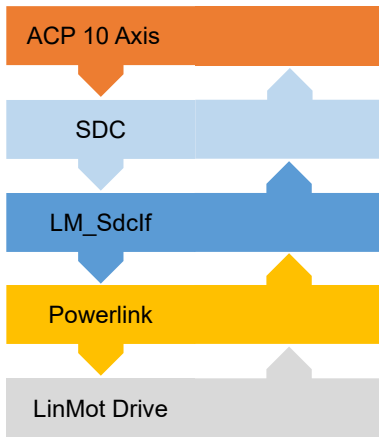 ACP 10 Axis
SDC
LM_SdcIf
Powerlink
LinMot Drive